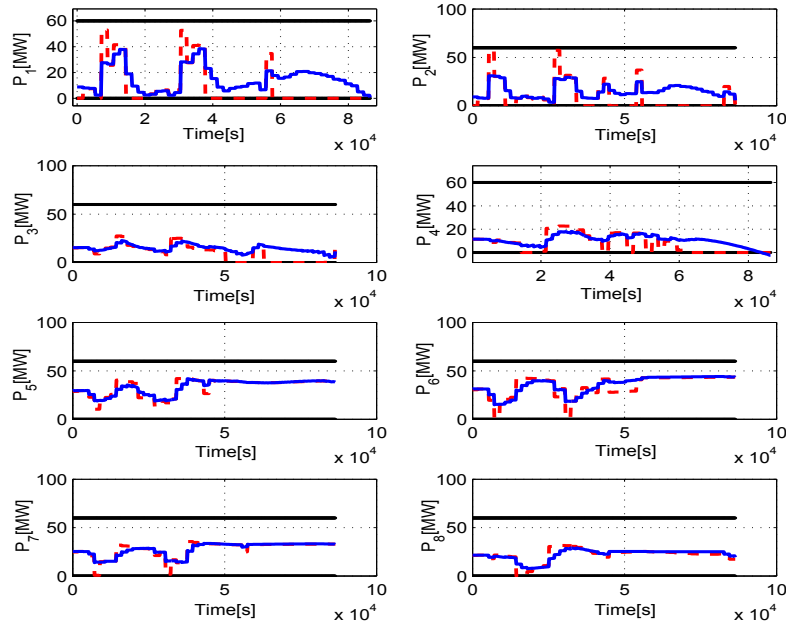 60
40
20
0
P1[MW]
0 2 4 6 8
Time[s]
x 10^4
100
50
0
P2[MW]
0 5 10
Time[s]
x 10^4
100
50
0
P3[MW]
0 5 10
Time[s]
x 10^4
60
40
20
0
P4[MW]
2 4 6 8
Time[s]
x 10^4
100
50
0
P5[MW]
0 5 10
Time[s]
x 10^4
100
50
0
P6[MW]
0 5 10
Time[s]
x 10^4
100
50
0
P7[MW]
0 5 10
Time[s]
x 10^4
100
50
0
P8[MW]
0 5 10
Time[s]
x 10^4